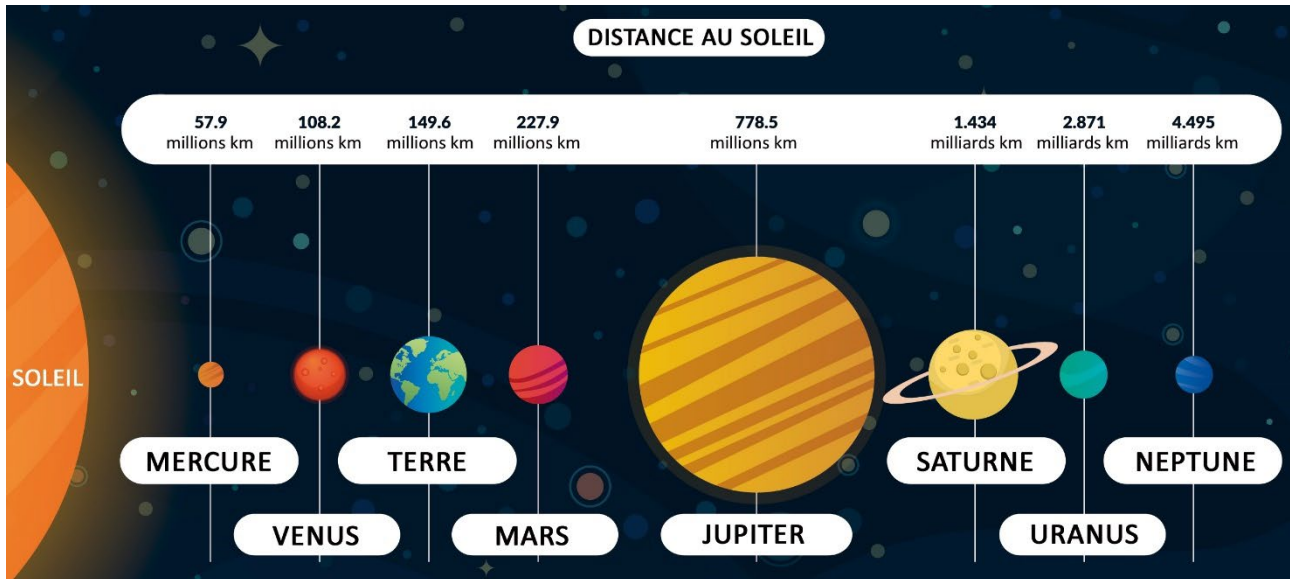 DISTANCE AU SOLEIL
57.9 108.2 149.6 227.9 778.5 1.434 2.871 4.495
millions km millions km millions km millions km millions km milliards km milliards km milliards km
SOLEIL
MERCURE TERRE SATURNE NEPTUNE
VENUS MARS JUPITER URANUS